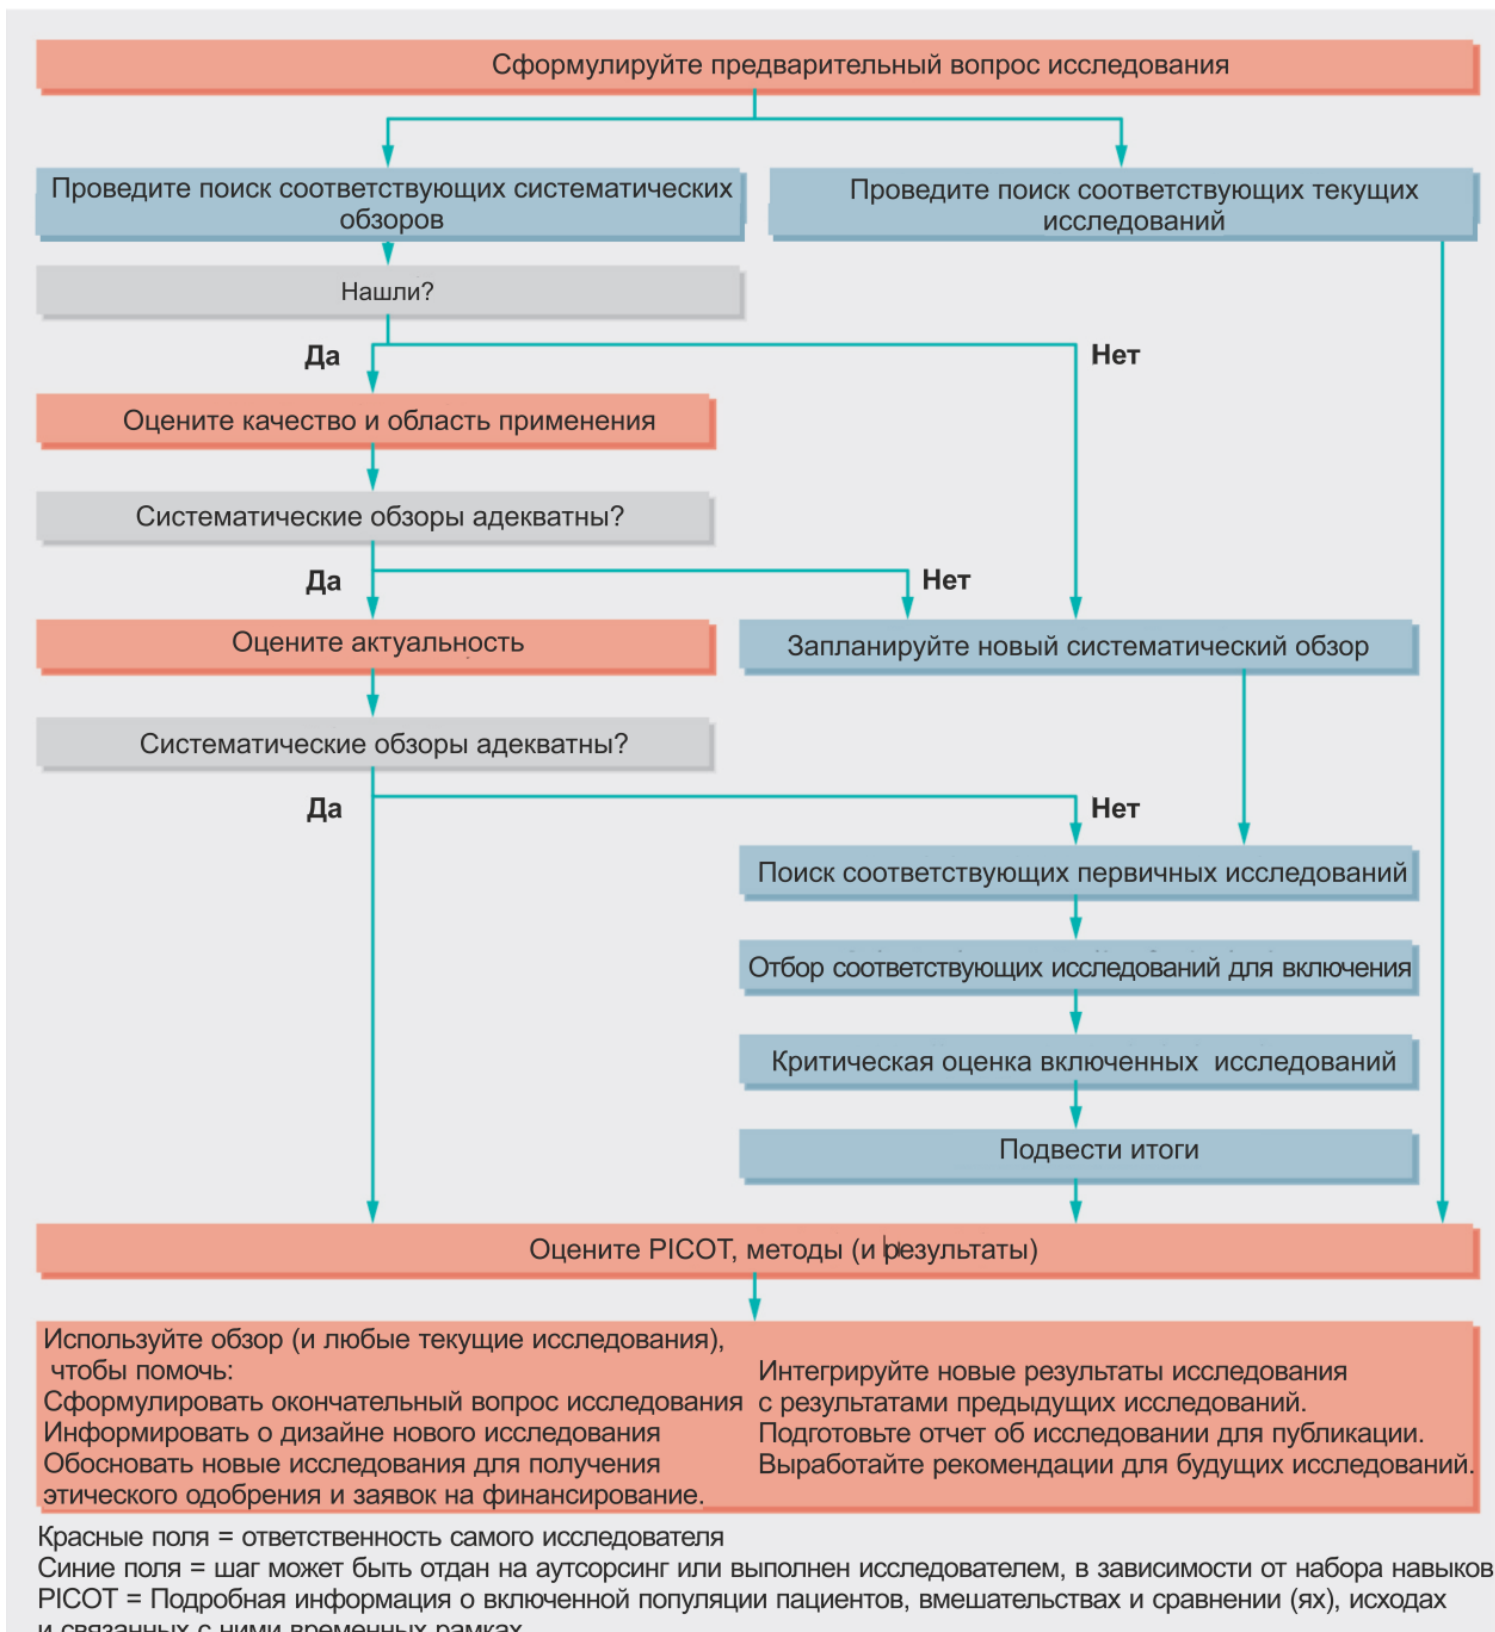 Сформулируйте предварительный вопрос исследования
Проведите поиск соответствующих систематических
обзоров
Проведите поиск соответствующих текущих
исследований
Нашли?
Да
Нет
Оцените качество и область применения
Систематические обзоры адекватны?
Да
Нет
Оцените актуальность
Запланируйте новый систематический обзор
Систематические обзоры адекватны?
Да
Нет
Поиск соответствующих первичных исследований
Отбор соответствующих исследований для включения
Критическая оценка включенных исследований
Подвести итоги
Оцените PICOT, методы (и результаты)
Используйте обзор (и любые текущие исследования),
чтобы помочь:
Сформулировать окончательный вопрос исследования
Информировать о дизайне нового исследования
Обосновать новые исследования для получения
этического одобрения и заявок на финансирование.
Интегрируйте новые результаты исследования
с результатами предыдущих исследований.
Подготовьте отчет об исследовании для публикации.
Выработайте рекомендации для будущих исследований.
Красные поля = ответственность самого исследователя
Синие поля = шаг может быть отдан на аутсорсинг или выполнен исследователем, в зависимости от набора навыков
PICOT = Подробная информация о включенной популяции пациентов, вмешательствах и сравнении (ях), исходах
и связанных с ними временных рамках